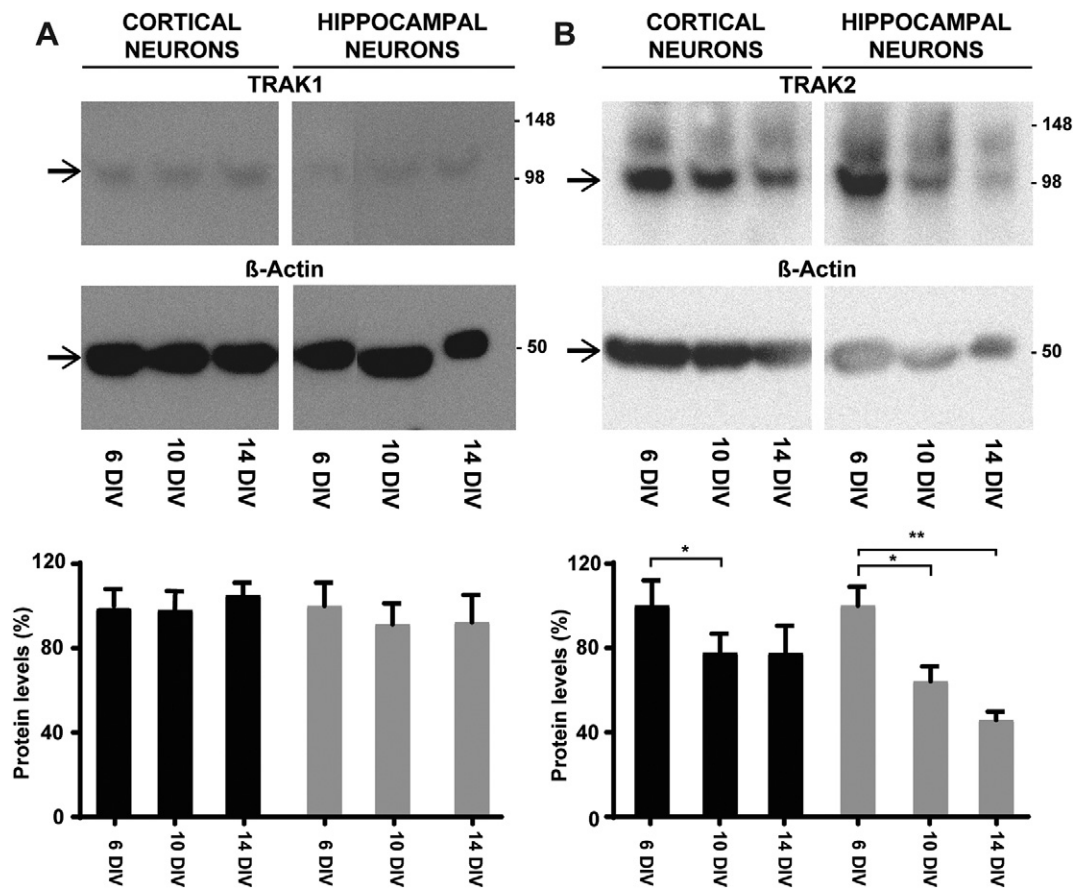 A
CORTICAL NEURONS
HIPPOCAMPAL NEURONS
TRAK1
- 148
- 98
ß-Actin
- 50
6 DIV
10 DIV
14 DIV
6 DIV
10 DIV
14 DIV
Protein levels (%)
120
80
40
0
6 DIV
10 DIV
14 DIV
6 DIV
10 DIV
14 DIV
B
CORTICAL NEURONS
HIPPOCAMPAL NEURONS
TRAK2
- 148
- 98
ß-Actin
- 50
6 DIV
10 DIV
14 DIV
6 DIV
10 DIV
14 DIV
Protein levels (%)
120
80
40
0
*
**
*
6 DIV
10 DIV
14 DIV
6 DIV
10 DIV
14 DIV